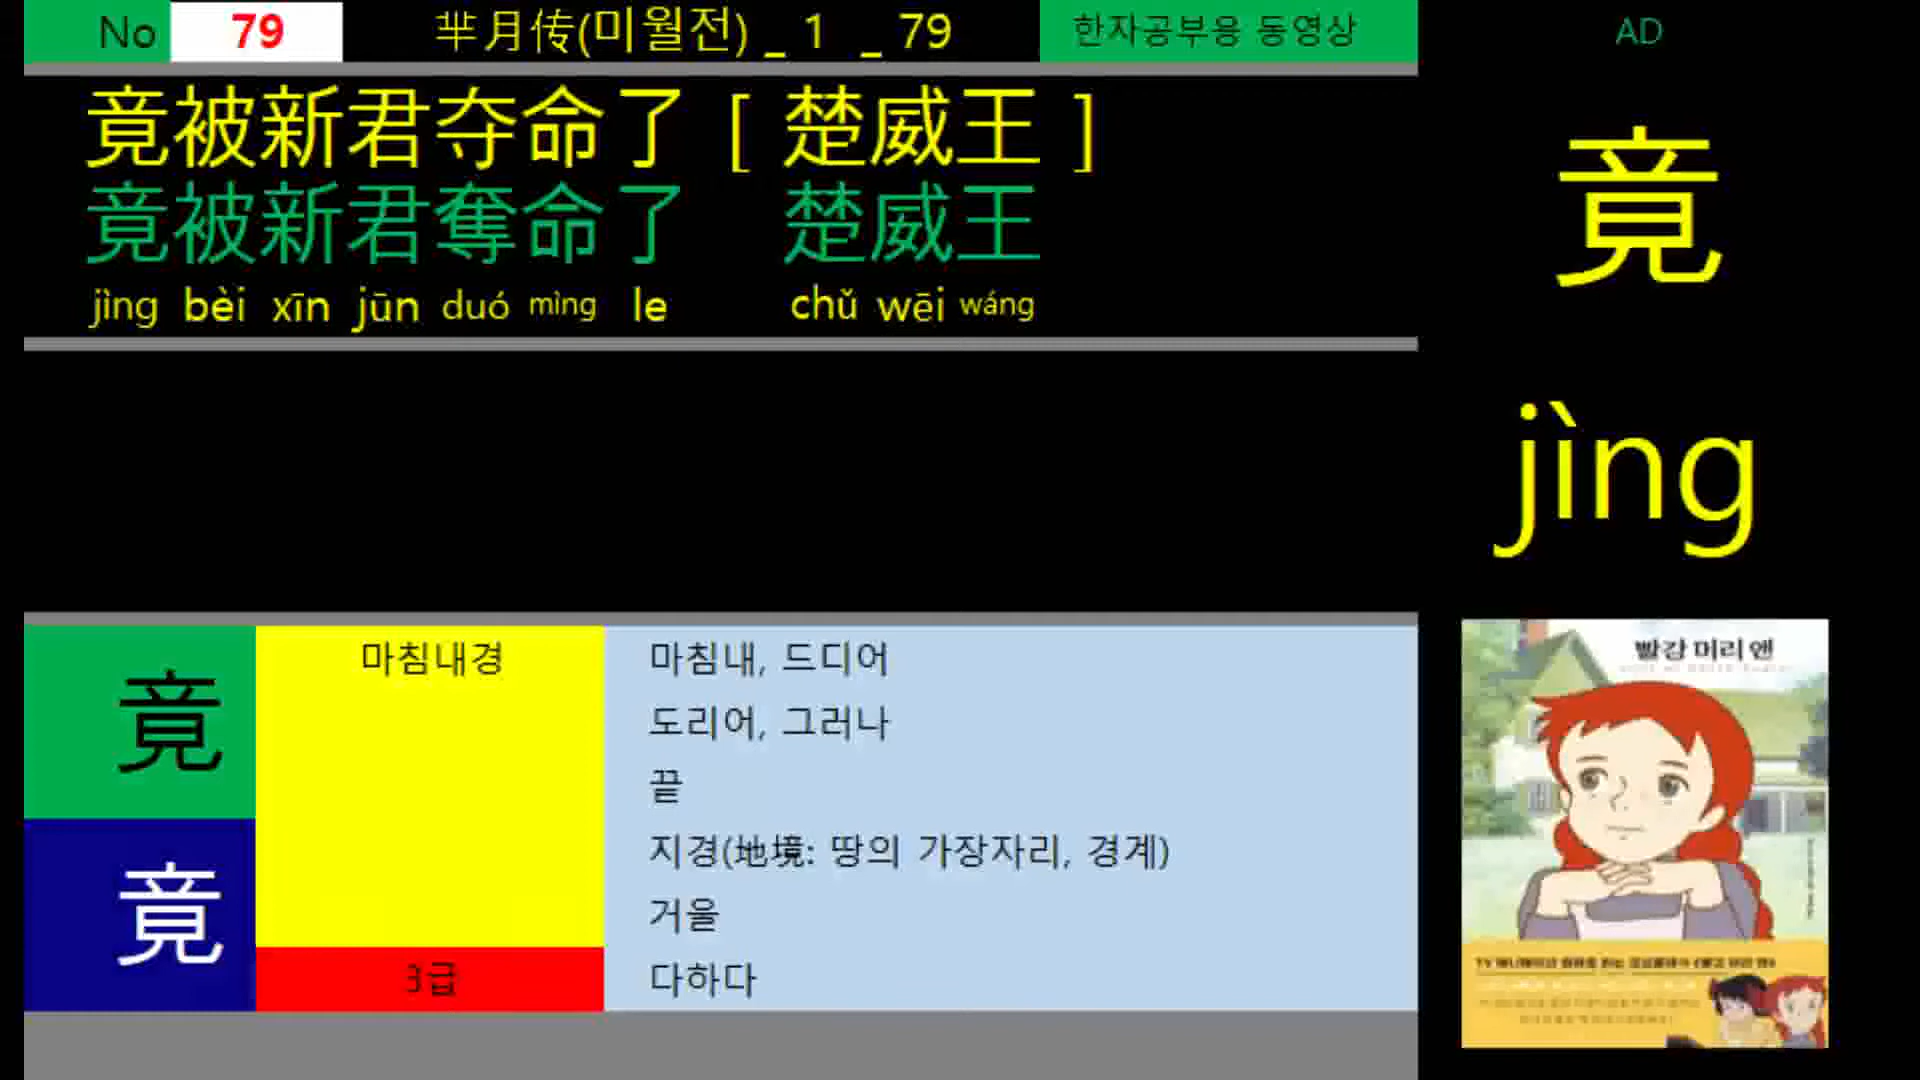 No 79 芈月传(미월전) _ 1 _ 79 한자공부용 동영상 AD
竟被新君夺命了 [ 楚威王 ]
竟被新君奪命了 楚威王
jìng bèi xīn jūn duó mìng le chǔ wēi wáng
竟
jìng
竟
竟
마침내경
3급
마침내, 드디어
도리어, 그러나
끝
지경(地境: 땅의 가장자리, 경계)
거울
다하다
빨강 머리 앤